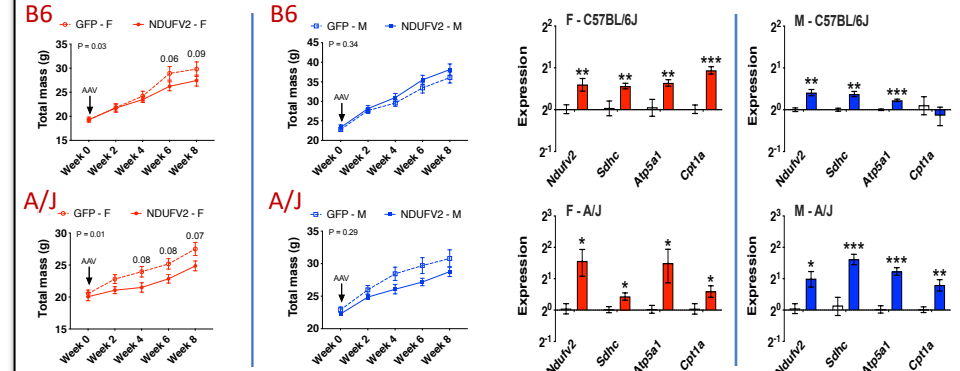 B6
GFP - F
NDUFV2 - F
P = 0.03
0.06
0.09
AAV
Total mass (g)
35
30
25
20
15
Week 0
Week 2
Week 4
Week 6
Week 8
B6
GFP - M
NDUFV2 - M
P = 0.34
AAV
Total mass (g)
45
40
35
30
25
20
Week 0
Week 2
Week 4
Week 6
Week 8
F - C57BL/6J
Expression
2^2
2^1
2^0
2^-1
**
**
**
***
Ndufv2
Sdhc
Atp5a1
Cpt1a
M - C57BL/6J
Expression
2^2
2^1
2^0
2^-1
**
**
***
Ndufv2
Sdhc
Atp5a1
Cpt1a
A/J
GFP - F
NDUFV2 - F
P = 0.01
0.08
0.08
0.07
AAV
Total mass (g)
30
25
20
15
Week 0
Week 2
Week 4
Week 6
Week 8
A/J
GFP - M
NDUFV2 - M
P = 0.29
AAV
Total mass (g)
35
30
25
20
Week 0
Week 2
Week 4
Week 6
Week 8
F - A/J
Expression
2^3
2^2
2^1
2^0
2^-1
*
*
*
*
Ndufv2
Sdhc
Atp5a1
Cpt1a
M - A/J
Expression
2^3
2^2
2^1
2^0
2^-1
*
***
***
**
Ndufv2
Sdhc
Atp5a1
Cpt1a